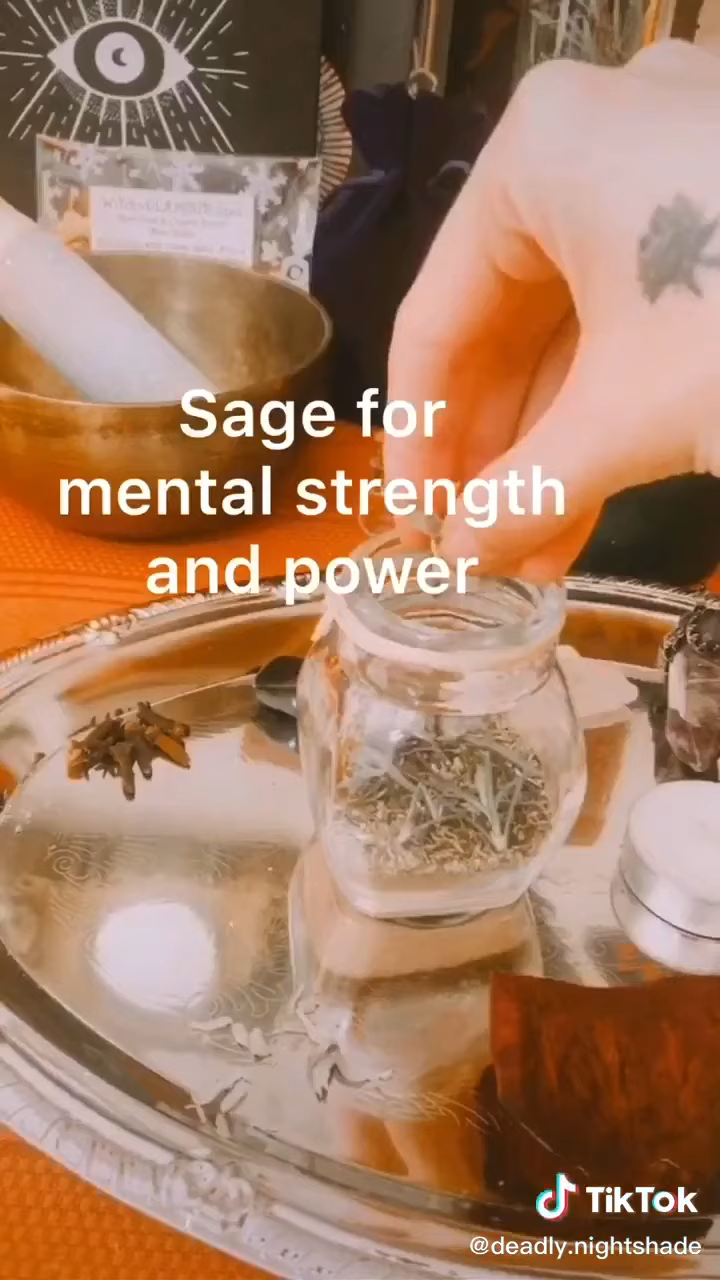 Sage for
mental strength
and power
TikTok
@deadly.nightshade